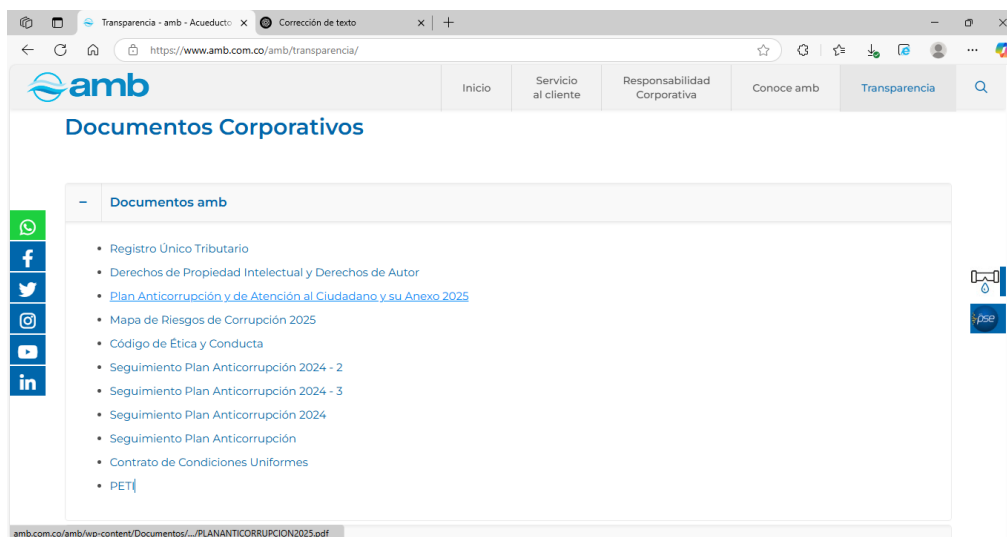 Transparencia - amb - Acueducto
Corrección de texto
https://www.amb.com.co/amb/transparencia/
amb
Inicio
Servicio
al cliente
Responsabilidad
Corporativa
Conoce amb
Transparencia
Documentos Corporativos
− Documentos amb
• Registro Único Tributario
• Derechos de Propiedad Intelectual y Derechos de Autor
• Plan Anticorrupción y de Atención al Ciudadano y su Anexo 2025
• Mapa de Riesgos de Corrupción 2025
• Código de Ética y Conducta
• Seguimiento Plan Anticorrupción 2024 - 2
• Seguimiento Plan Anticorrupción 2024 - 3
• Seguimiento Plan Anticorrupción 2024
• Seguimiento Plan Anticorrupción
• Contrato de Condiciones Uniformes
• PETI
pse
amb.com.co/amb/wp-content/Documentos/.../PLANANTICORRUPCION2025.pdf